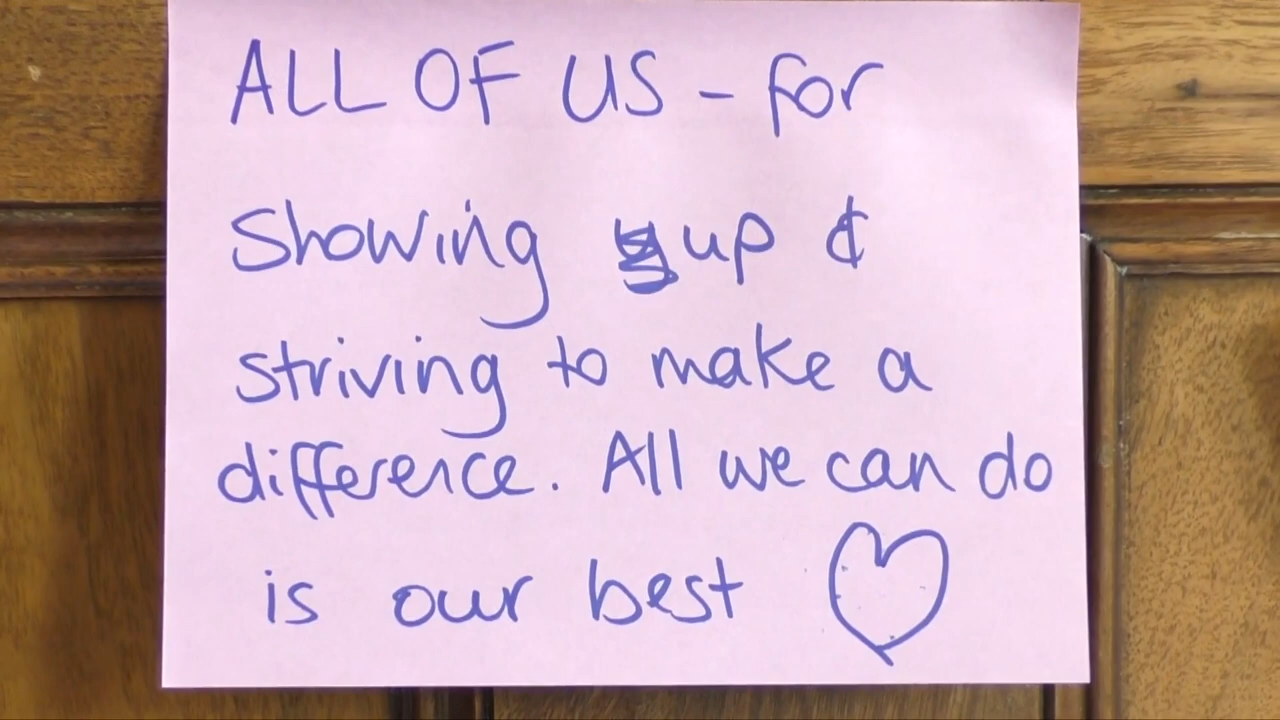 ALL OF US - for
Showing up &
striving to make a
difference. All we can do
is our best ♡